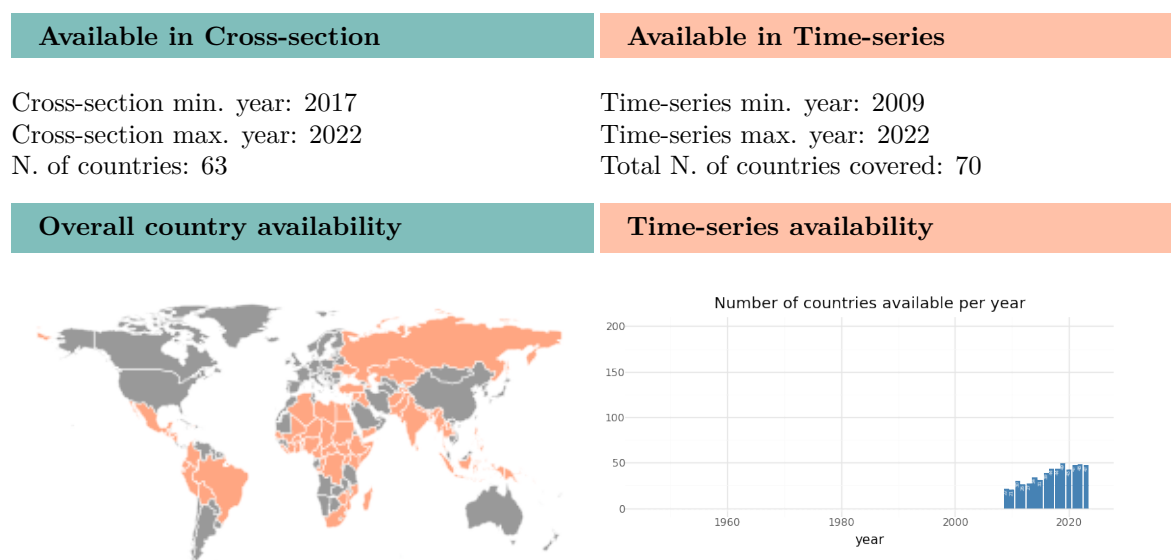 Available in Cross-section
Available in Time-series
Cross-section min. year: 2017
Cross-section max. year: 2022
N. of countries: 63
Time-series min. year: 2009
Time-series max. year: 2022
Total N. of countries covered: 70
Overall country availability
Time-series availability
Number of countries available per year
200
150
100
50
0
1960
1980
2000
2020
year